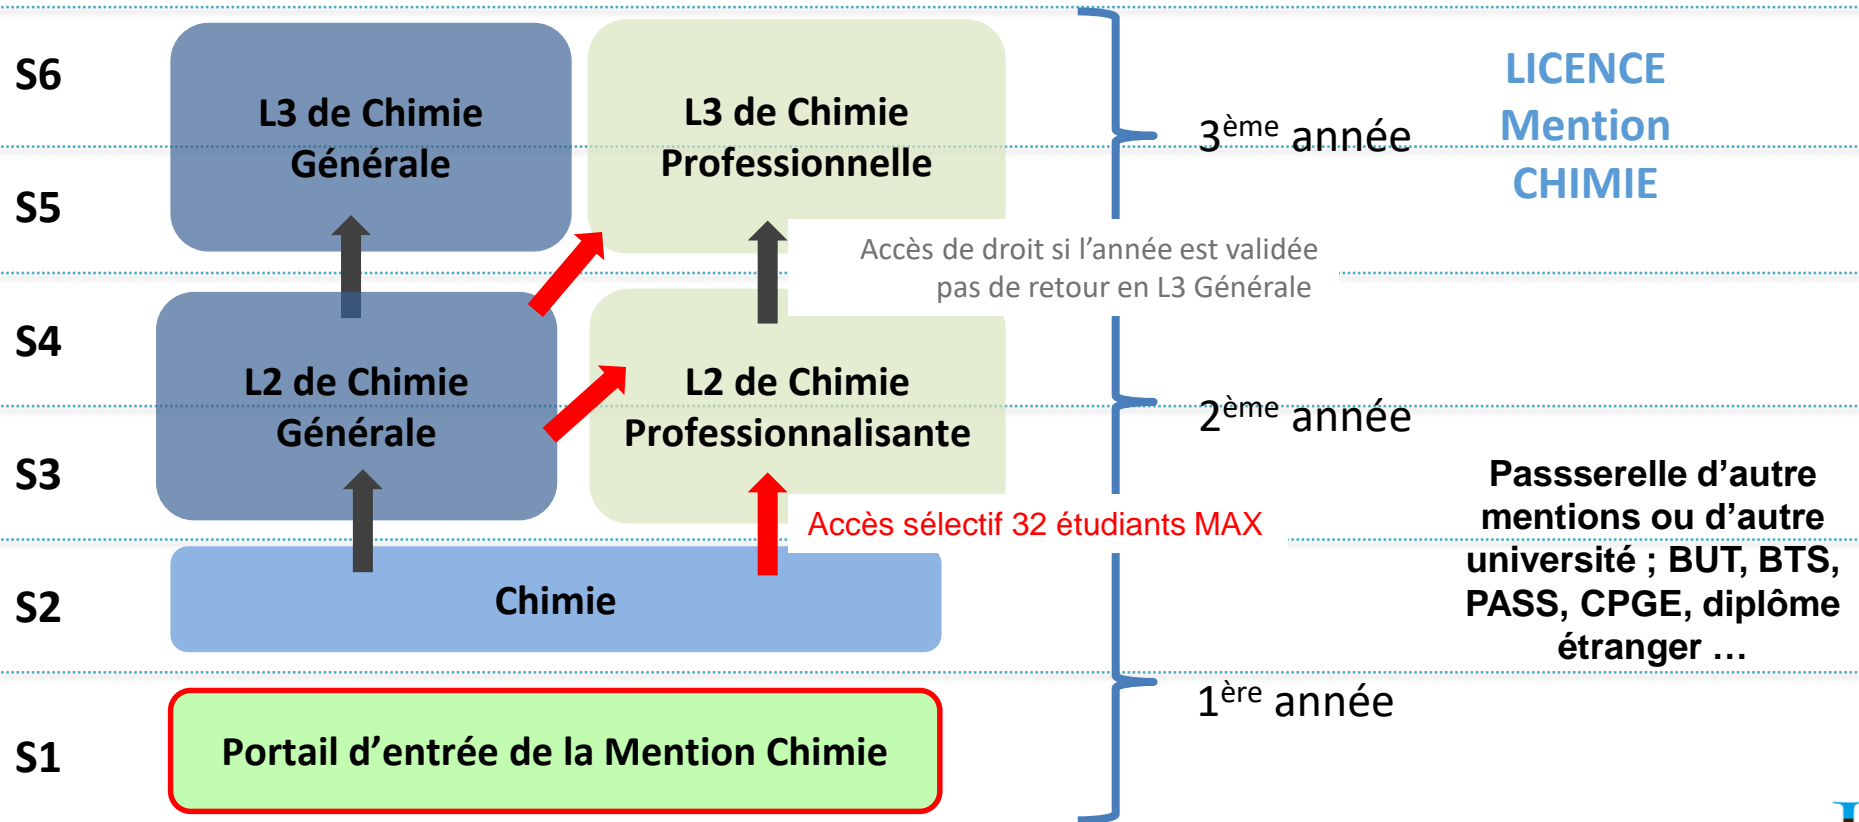 S6
S5
S4
S3
S2
S1
L3 de Chimie
Générale
L3 de Chimie
Professionnelle
Accès de droit si l’année est validée
pas de retour en L3 Générale
L2 de Chimie
Générale
L2 de Chimie
Professionnalisante
Accès sélectif 32 étudiants MAX
Chimie
Portail d’entrée de la Mention Chimie
3ème année
2ème année
1ère année
LICENCE
Mention
CHIMIE
Passserelle d’autre
mentions ou d’autre
université ; BUT, BTS,
PASS, CPGE, diplôme
étranger …